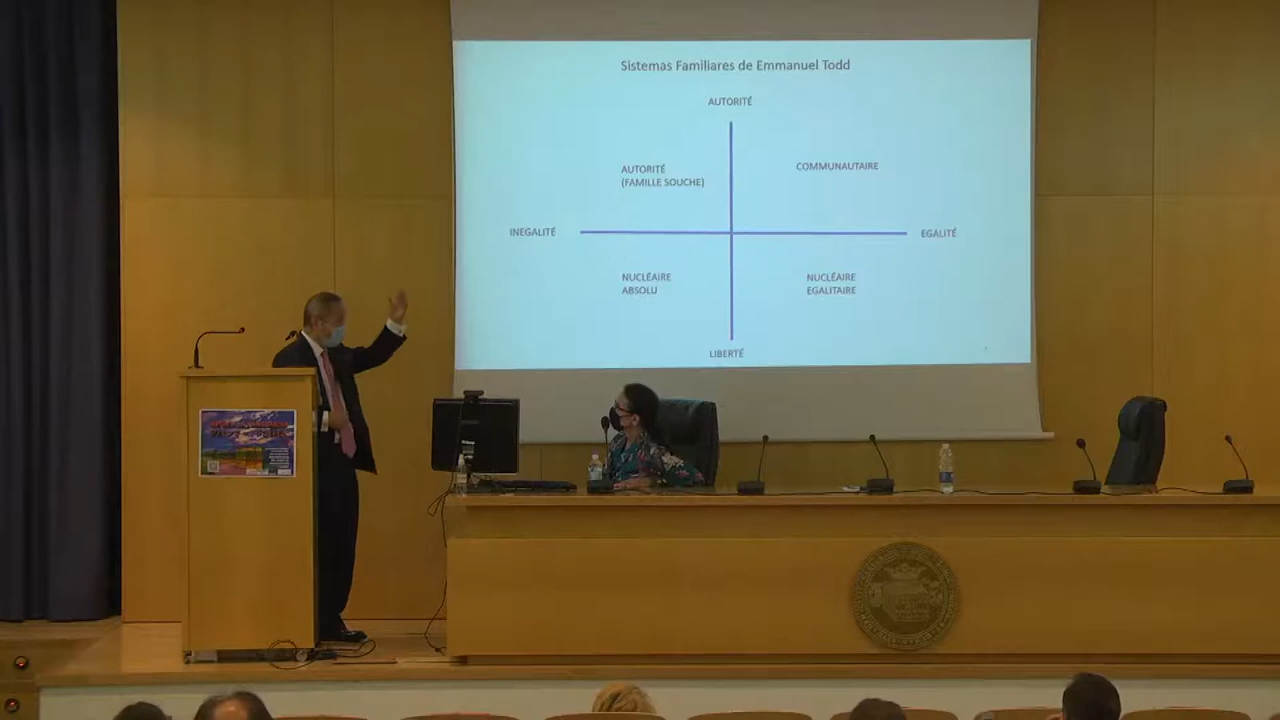 Sistemas Familiares de Emmanuel Todd
AUTORITÉ
AUTORITÉ
(FAMILLE SOUCHE)
COMMUNAUTAIRE
INEGALITÉ
EGALITÉ
NUCLÉAIRE
ABSOLU
NUCLÉAIRE
EGALITAIRE
LIBERTÉ